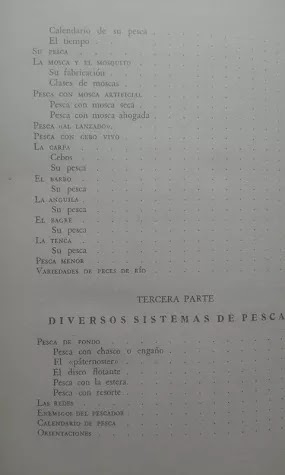 Calendario de su pesca
El tiempo
Su pesca
La mosca y el mosquito
Su fabricación
Clases de moscas
Pesca con mosca artificial
Pesca con mosca seca
Pesca con mosca ahogada
Pesca «al lanzado»
Pesca con cebo vivo
La carpa
Cebos
Su pesca
El barbo
Su pesca
La anguila
Su pesca
El bagre
Su pesca
La tenca
Su pesca
Pesca menor
Variedades de peces de río
TERCERA PARTE
DIVERSOS SISTEMAS DE PESCA
Pesca de fondo
Pesca con chasco o engaño
El «páternoster»
El disco flotante
Pesca con la estera
Pesca con resorte
Las redes
Enemigos del pescador
Calendario de pesca
Orientaciones